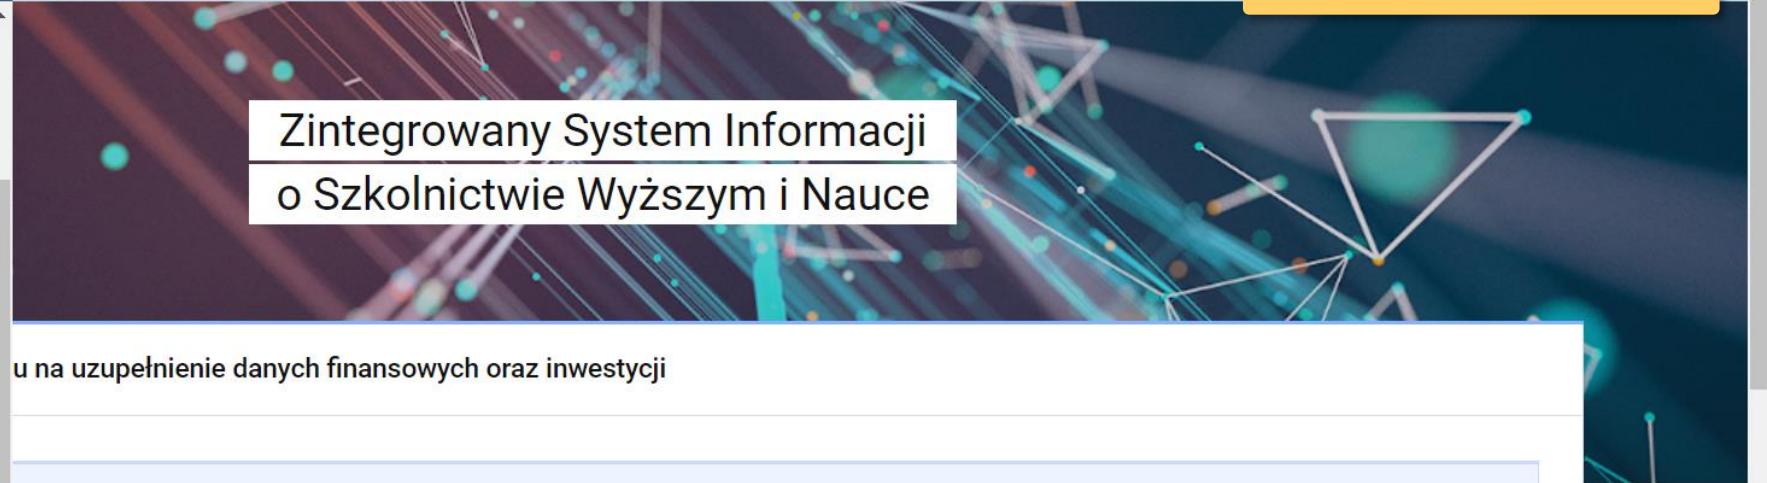 Zintegrowany System Informacji
o Szkolnictwie Wyższym i Nauce
u na uzupełnienie danych finansowych oraz inwestycji